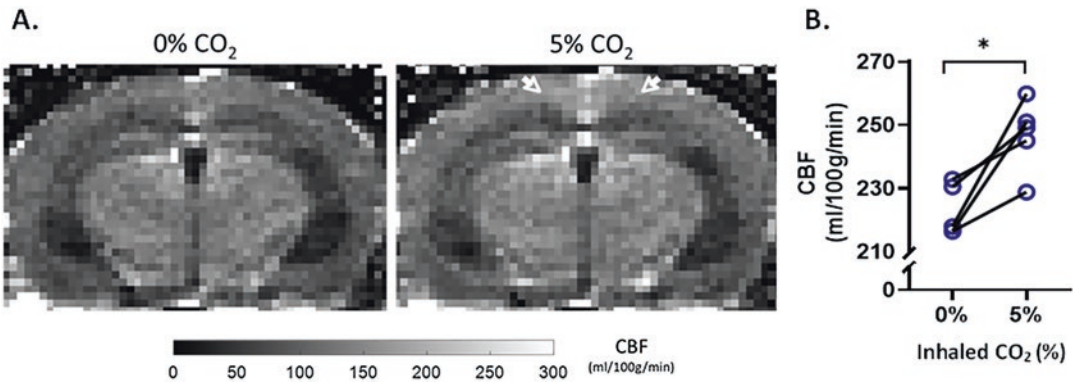 A.
0% CO₂
5% CO₂
0 50 100 150 200 250 300
CBF
(ml/100g/min)
B.
*
CBF
(ml/100g/min)
270
250
230
210
0
0% 5%
Inhaled CO₂ (%)